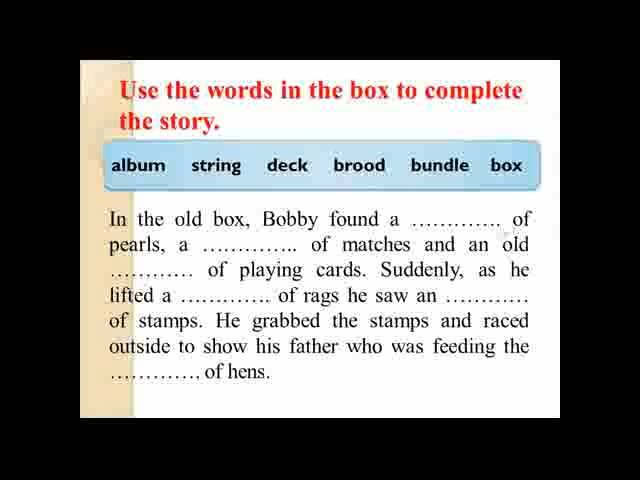 Use the words in the box to complete
the story.
album string deck brood bundle box
In the old box, Bobby found a …………. of
pearls, a ………….. of matches and an old
………… of playing cards. Suddenly, as he
lifted a …………. of rags he saw an …………
of stamps. He grabbed the stamps and raced
outside to show his father who was feeding the
…………. of hens.